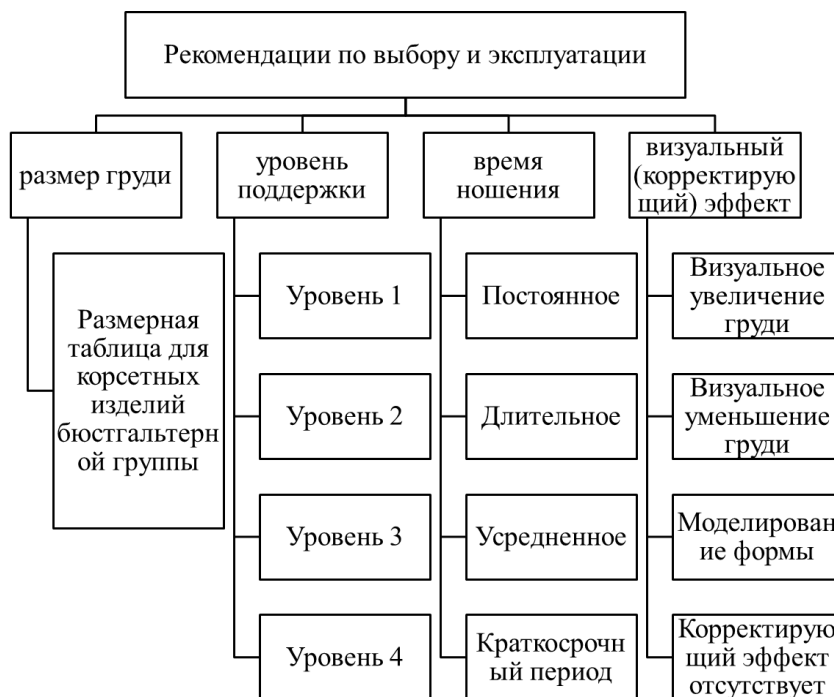 Рекомендации по выбору и эксплуатации
размер груди
уровень
поддержки
время
ношения
визуальный
(корректирую
щий) эффект
Размерная
таблица для
корсетных
изделий
бюстгальтерн
ой группы
Уровень 1
Уровень 2
Уровень 3
Уровень 4
Постоянное
Длительное
Усредненное
Краткосрочн
ый период
Визуальное
увеличение
груди
Визуальное
уменьшение
груди
Моделирован
ие формы
Корректирую
щий эффект
отсутствует